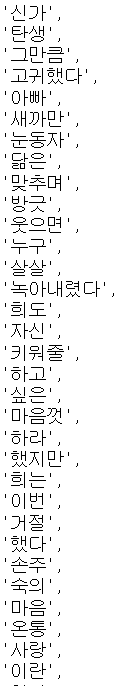 '신가',
'탄생',
'그만큼',
'고귀했다',
'아빠',
'새까만',
'눈동자',
'닮은',
'맞추며',
'방긋',
'웃으면',
'누구',
'살살',
'녹아내렸다',
'희도',
'자신',
'키워줄',
'하고',
'싶은',
'마음껏',
'하라',
'했지만',
'희는',
'이번',
'거절',
'했다',
'손주',
'숙의',
'마음',
'온통',
'사랑',
'이란',